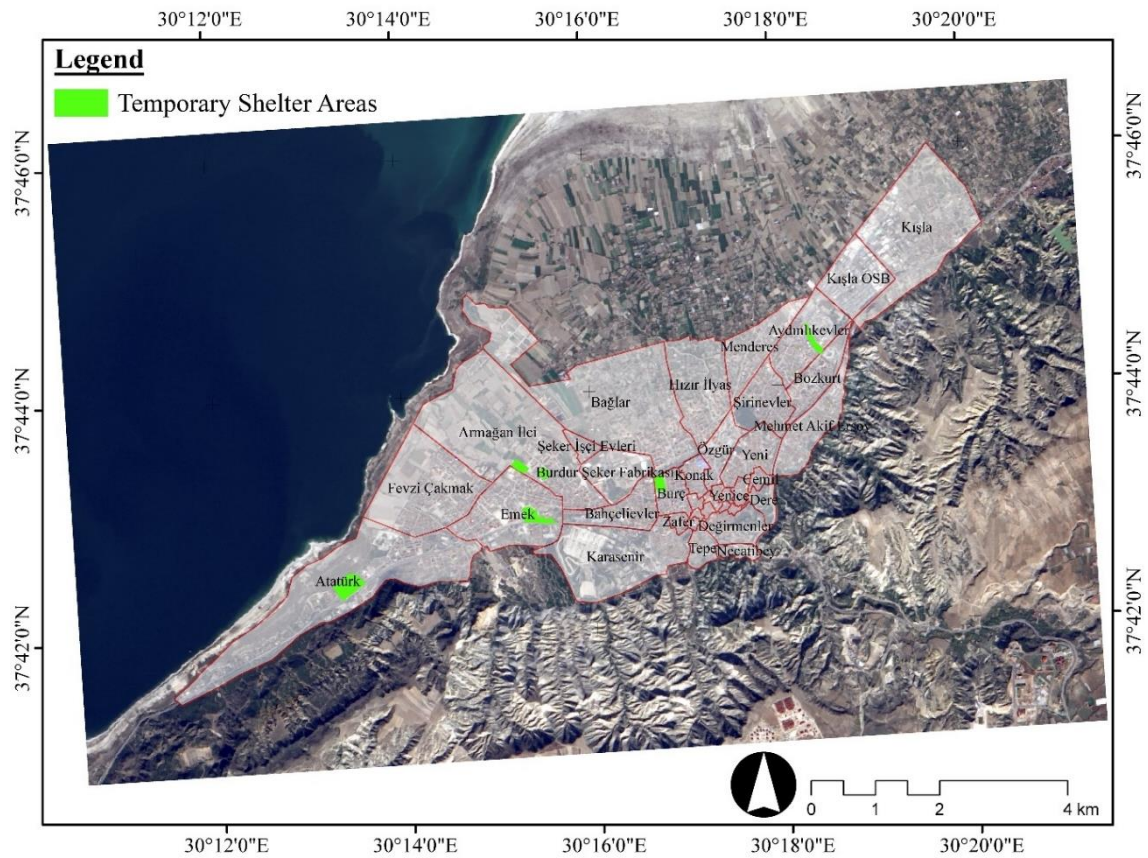 30°12'0"E 30°14'0"E 30°16'0"E 30°18'0"E 30°20'0"E
Legend
Temporary Shelter Areas
37°46'0"N
37°46'0"N
Kışla
Kışla OSB
Aydınlıkevler
Menderes
Bozkurt
Hızır İlyas
37°44'0"N
Şirinevler
Bağlar
37°44'0"N
Mehmet Akif Ersoy
Armağan İlci
Şeker İşçi Evleri
Özgür
Yeni
Burdur Şeker Fabrikası
Konak
Cemil
Fevzi Çakmak
Burç
Yenice
Dere
Emek
Bahçelievler
Zafer
Değirmenler
Karasenir
Tepe
Necatibey
Atatürk
37°42'0"N
37°42'0"N
0 1 2 4 km
30°12'0"E 30°14'0"E 30°16'0"E 30°18'0"E 30°20'0"E